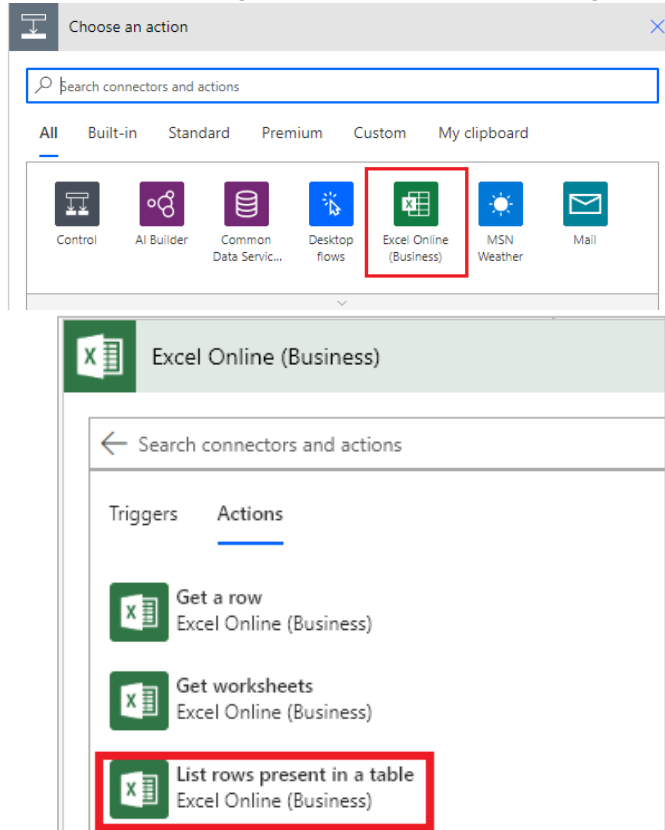 Choose an action
Search connectors and actions
All Built-in Standard Premium Custom My clipboard
Control AI Builder Common Desktop Excel Online MSN Mail
Data Servic... flows (Business) Weather
Excel Online (Business)
Search connectors and actions
Triggers Actions
Get a row
Excel Online (Business)
Get worksheets
Excel Online (Business)
List rows present in a table
Excel Online (Business)